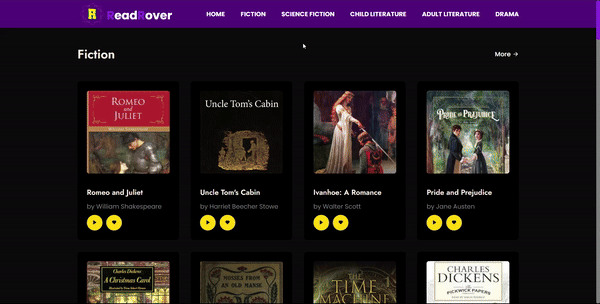 R ReadRover
HOME FICTION SCIENCE FICTION CHILD LITERATURE ADULT LITERATURE DRAMA
Fiction
More →
ROMEO
and
JULIET
Uncle Tom's Cabin
PRIDE AND PREJUDICE
Romeo and Juliet
by William Shakespeare
Uncle Tom's Cabin
by Harriet Beecher Stowe
Ivanhoe: A Romance
by Walter Scott
Pride and Prejudice
by Jane Austen
Charles Dickens
A Christmas Carol
MOSSES FROM
AN OLD MANSE
THE
TIME
MACHINE
CHARLES
DICKENS
THE
PICKWICK PAPERS